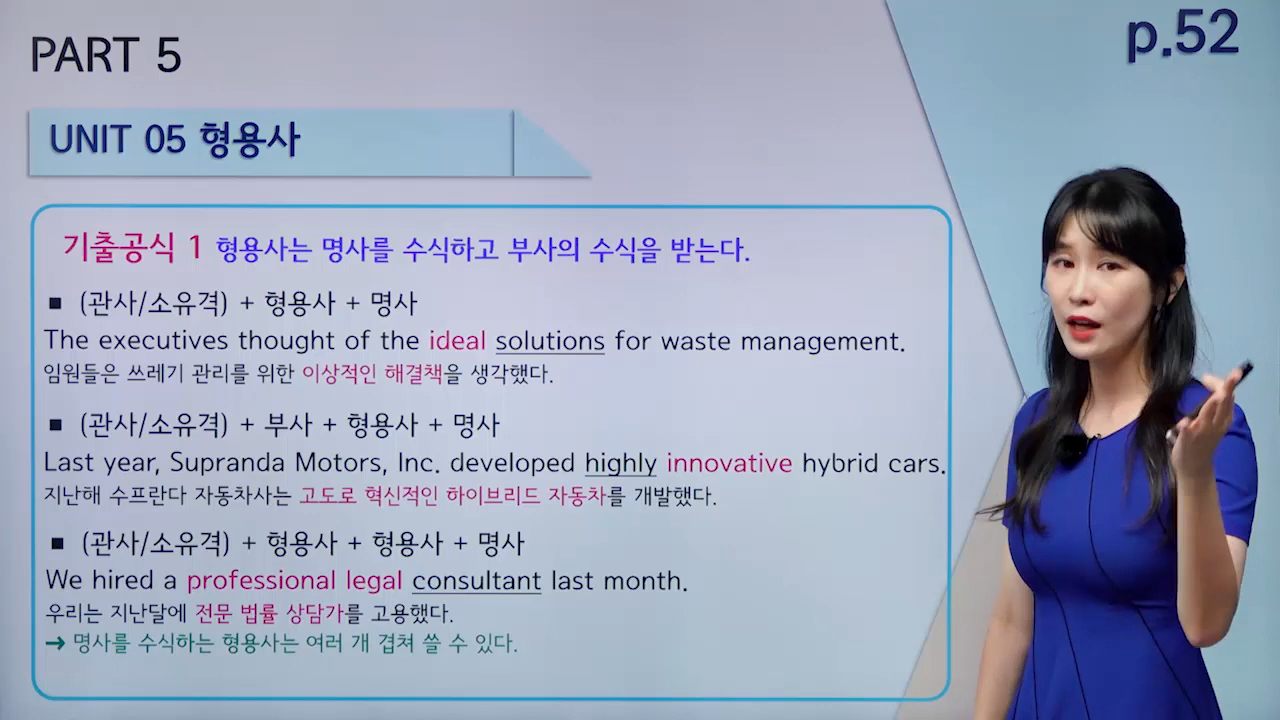 PART 5
p.52
UNIT 05 형용사
기출공식 1 형용사는 명사를 수식하고 부사의 수식을 받는다.
■ (관사/소유격) + 형용사 + 명사
The executives thought of the ideal solutions for waste management.
임원들은 쓰레기 관리를 위한 이상적인 해결책을 생각했다.
■ (관사/소유격) + 부사 + 형용사 + 명사
Last year, Supranda Motors, Inc. developed highly innovative hybrid cars.
지난해 수프란다 자동차사는 고도로 혁신적인 하이브리드 자동차를 개발했다.
■ (관사/소유격) + 형용사 + 형용사 + 명사
We hired a professional legal consultant last month.
우리는 지난달에 전문 법률 상담가를 고용했다.
→ 명사를 수식하는 형용사는 여러 개 겹쳐 쓸 수 있다.